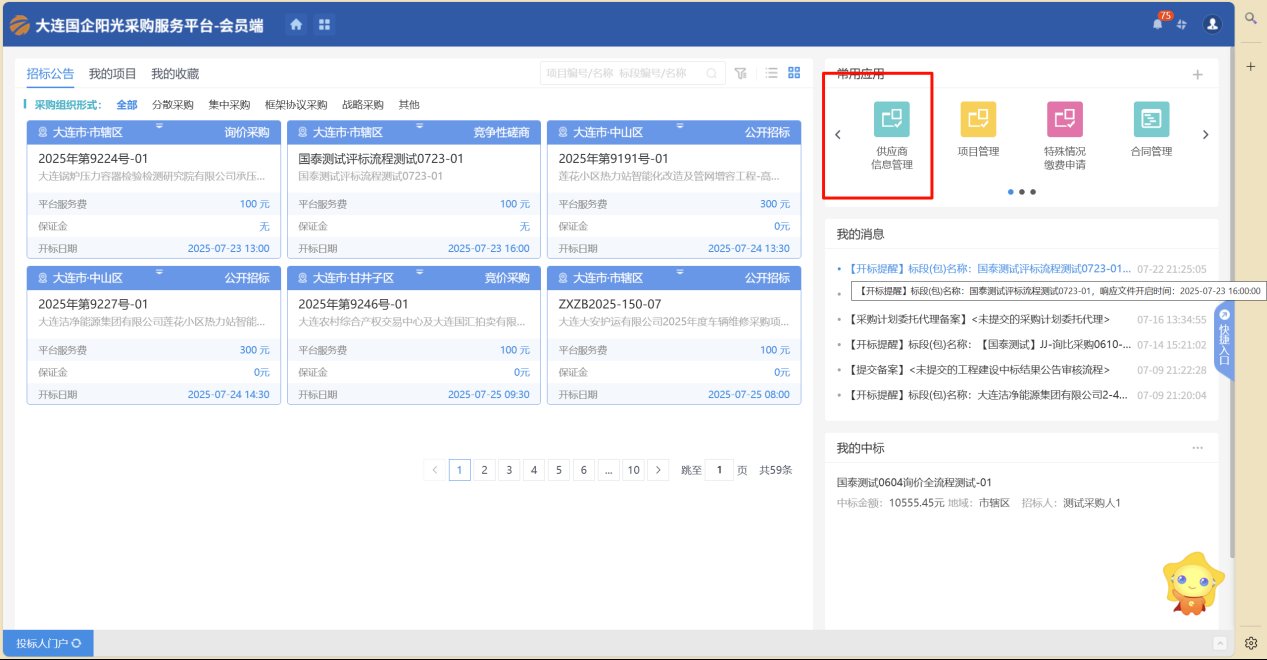 大连国企阳光采购服务平台-会员端
75
招标公告 我的项目 我的收藏
项目编号/名称 标段编号/名称
采购组织形式： 全部 分散采购 集中采购 框架协议采购 战略采购 其他
大连市·市辖区 询价采购
2025年第9224号-01
大连锅炉压力容器检验检测研究院有限公司承压...
平台服务费 100 元
保证金 无
开标日期 2025-07-23 13:00
大连市·市辖区 竞争性磋商
国泰测试评标流程测试0723-01
国泰测试评标流程测试0723-01
平台服务费 100 元
保证金 无
开标日期 2025-07-23 16:00
大连市·中山区 公开招标
2025年第9191号-01
莲花小区热力站智能化改造及管网增容工程-高...
平台服务费 300 元
保证金 0元
开标日期 2025-07-24 13:30
大连市·中山区 公开招标
2025年第9227号-01
大连洁净能源集团有限公司莲花小区热力站智能...
平台服务费 300 元
保证金 0元
开标日期 2025-07-24 14:30
大连市·甘井子区 竞价采购
2025年第9246号-01
大连农村综合产权交易中心及大连国汇拍卖有限...
平台服务费 100 元
保证金 0元
开标日期 2025-07-25 09:30
大连市·市辖区 公开招标
ZXZB2025-150-07
大连大安护运有限公司2025年度车辆维修采购项...
平台服务费 100 元
保证金 0元
开标日期 2025-07-25 08:00
1 2 3 4 5 6 ... 10 跳至 1 页 共59条
常用应用
供应商
信息管理
项目管理
特殊情况
缴费申请
合同管理
我的消息
【开标提醒】标段(包)名称：国泰测试评标流程测试0723-01... 07-22 21:25:05
【开标提醒】标段(包)名称：国泰测试评标流程测试0723-01，响应文件开启时间：2025-07-23 16:00:00
【采购计划委托代理备案】<未提交的采购计划委托代理> 07-16 13:34:55
【开标提醒】标段(包)名称：【国泰测试】JJ-询比采购0610-... 07-14 15:21:02
【提交备案】<未提交的工程建设中标结果公告审核流程> 07-09 21:22:28
【开标提醒】标段(包)名称：大连洁净能源集团有限公司2-4... 07-09 21:20:04
快捷入口
我的中标
国泰测试0604询价全流程测试-01
中标金额：10555.45元 地域：市辖区 招标人：测试采购人1
投标人门户